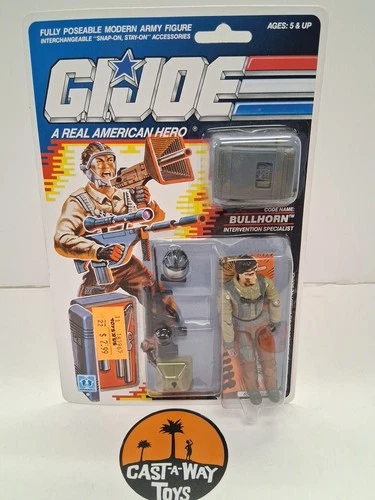 FULLY POSEABLE MODERN ARMY FIGURE
INTERCHANGEABLE "SNAP-ON, STAY-ON" ACCESSORIES
AGES: 5 & UP
G.I.JOE
A REAL AMERICAN HERO ®
CODE NAME:
BULLHORN™
INTERVENTION SPECIALIST
$ 2.99
CAST-A-WAY
TOYS